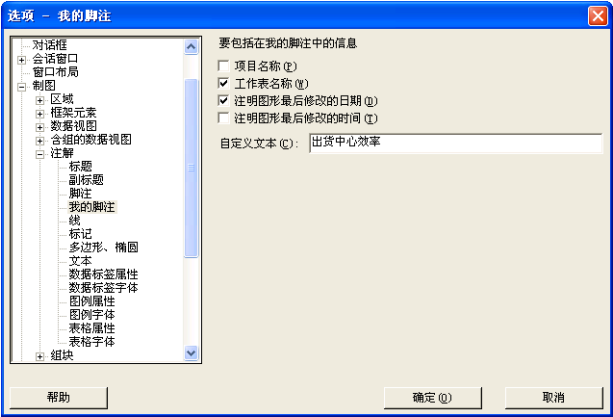 选项 - 我的脚注
对话框
会话窗口
窗口布局
制图
区域
框架元素
数据视图
含组的数据视图
注解
标题
副标题
脚注
我的脚注
线
标记
多边形、椭圆
文本
数据标签属性
数据标签字体
图例属性
图例字体
表格属性
表格字体
组块
要包括在我的脚注中的信息
项目名称(P)
工作表名称(W)
注明图形最后修改的日期(D)
注明图形最后修改的时间(T)
自定义文本(C): 出货中心效率
帮助
确定(O)
取消